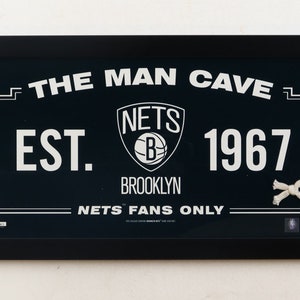 THE MAN CAVE
EST. NETS B BROOKLYN 1967
NETS FANS ONLY